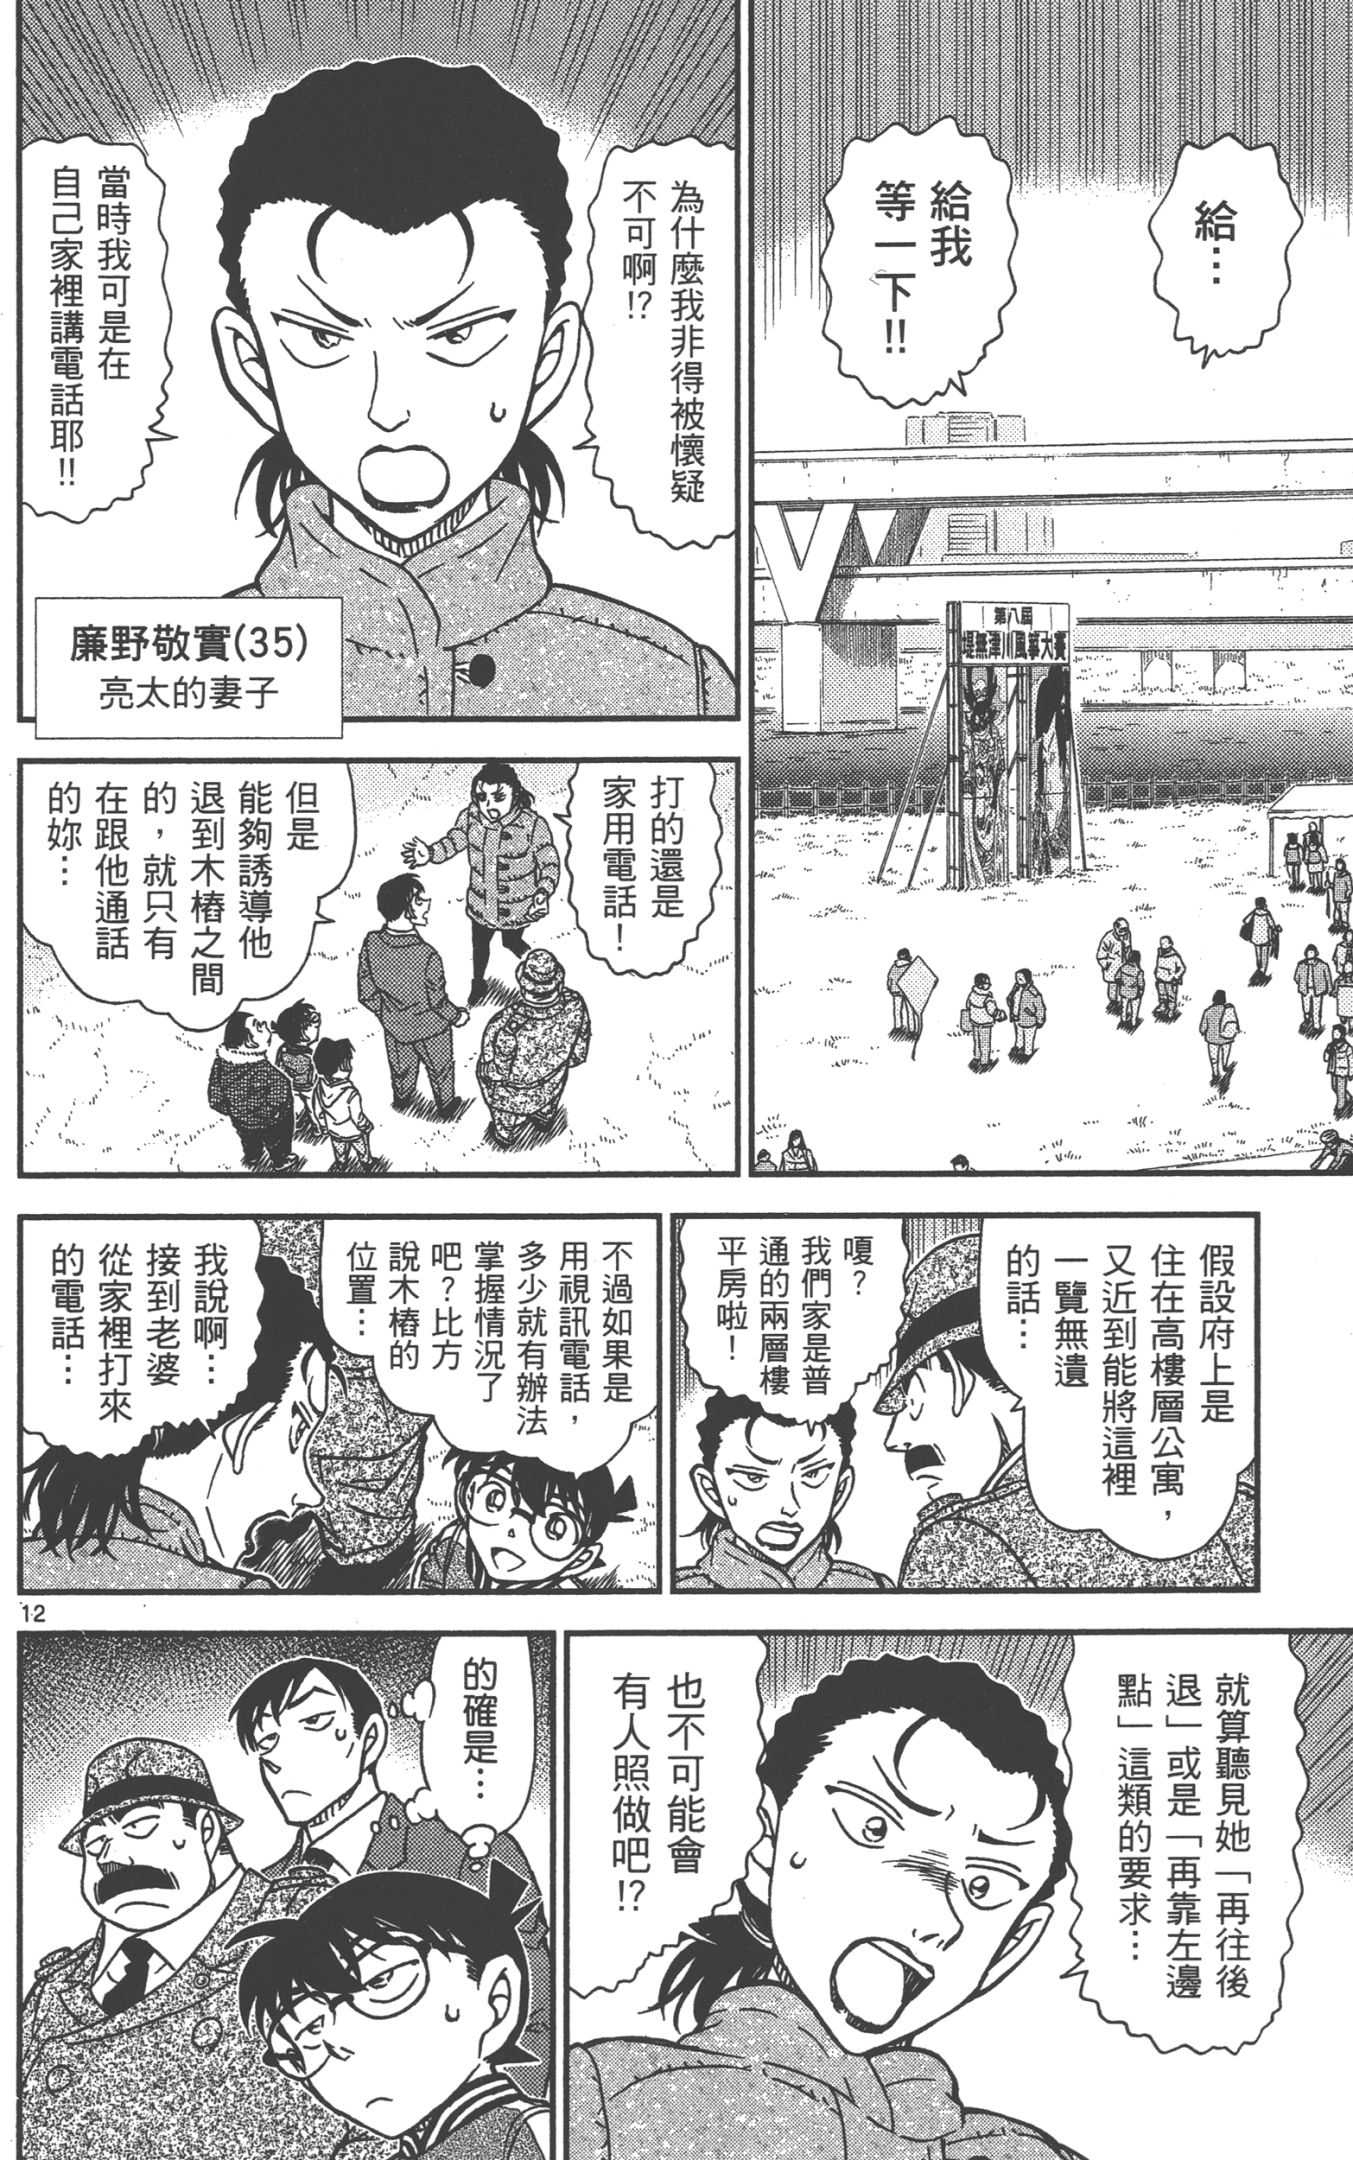 給…
給我
等一下!!
第八屆
堤無津川風箏大賽
為什麼我非得被懷疑
不可啊!?
當時我可是在
自己家裡講電話耶!!
廉野敬實(35)
亮太的妻子
打的還是
家用電話!
但是
能夠誘導他
退到木樁之間
的，就只有
在跟他通話
的妳…
假設府上是
住在高樓層公寓，
又近到能將這裡
一覽無遺
的話…
嗄?
我們家是普
通的兩層樓
平房啦!
不過如果是
用視訊電話，
多少就有辦法
掌握情況了
吧?比方
說木樁的
位置…
我說啊…
接到老婆
從家裡打來
的電話…
12
就算聽見她「再往後
退」或是「再靠左邊
點」這類的要求…
也不可能會
有人照做吧!?
的確是…